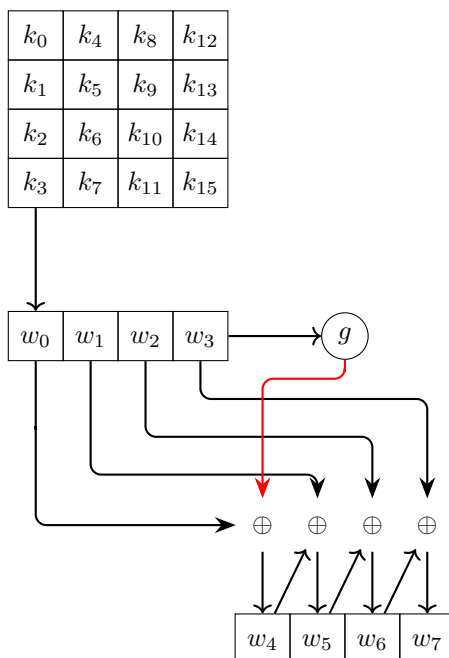 k₀ k₄ k₈ k₁₂
k₁ k₅ k₉ k₁₃
k₂ k₆ k₁₀ k₁₄
k₃ k₇ k₁₁ k₁₅
w₀ w₁ w₂ w₃ g
⊕ ⊕ ⊕ ⊕
w₄ w₅ w₆ w₇